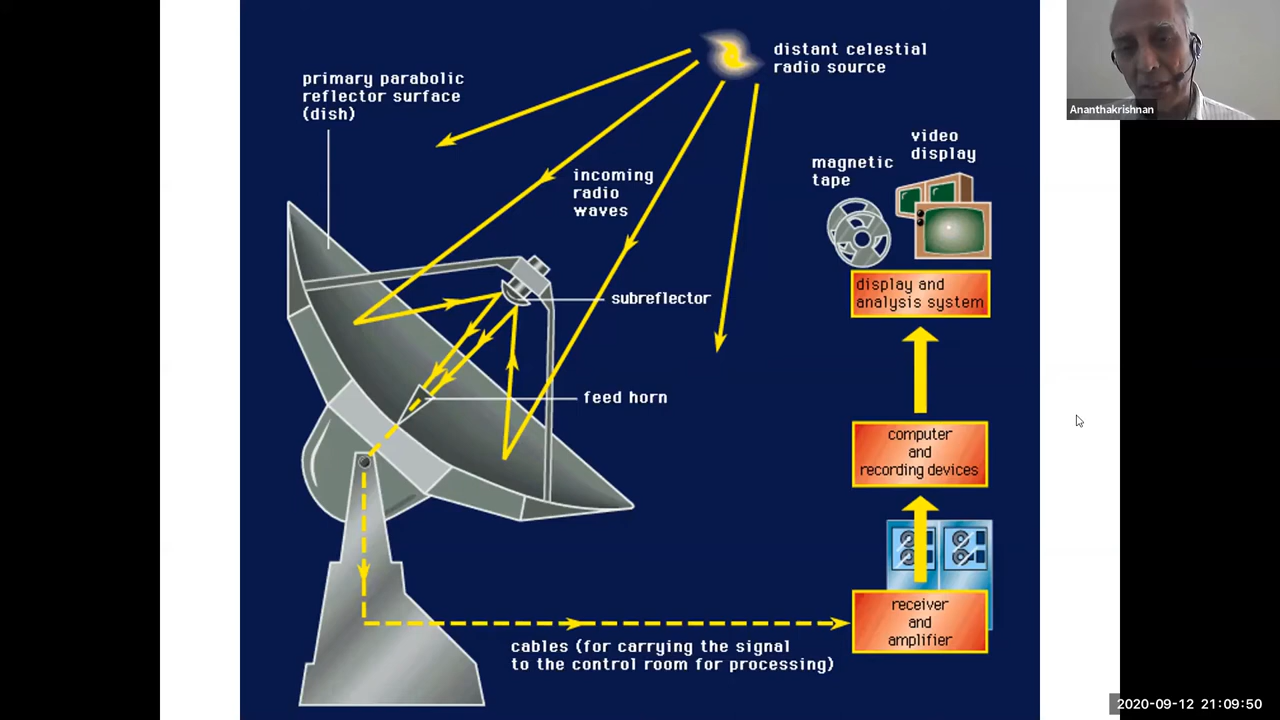 distant celestial
radio source
primary parabolic
reflector surface
(dish)
Ananthakrishnan
video
display
magnetic
tape
incoming
radio
waves
display and
analysis system
subreflector
feed horn
computer
and
recording devices
receiver
and
amplifier
cables (for carrying the signal
to the control room for processing)
2020-09-12 21:09:50